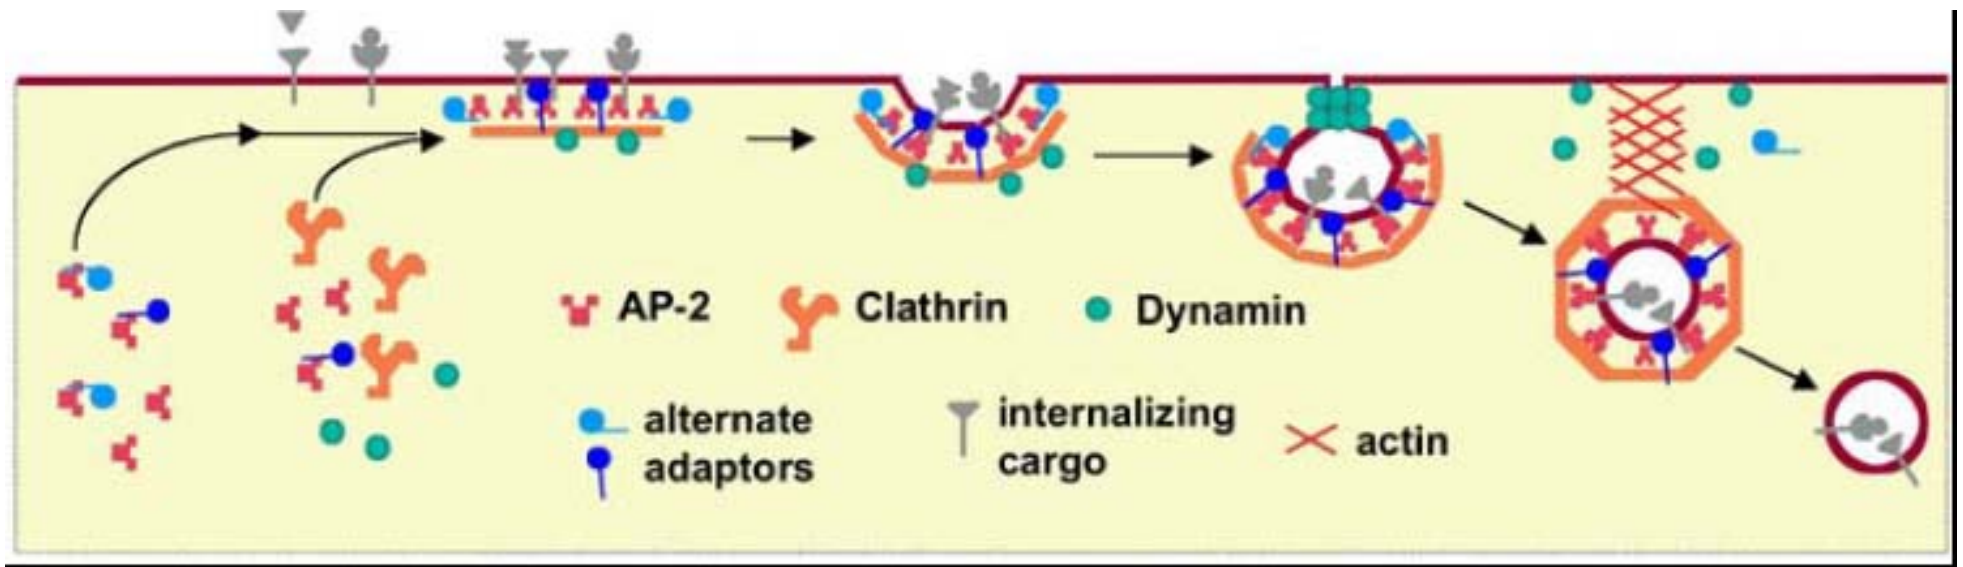 AP-2
Clathrin
Dynamin
alternate
adaptors
internalizing
cargo
actin